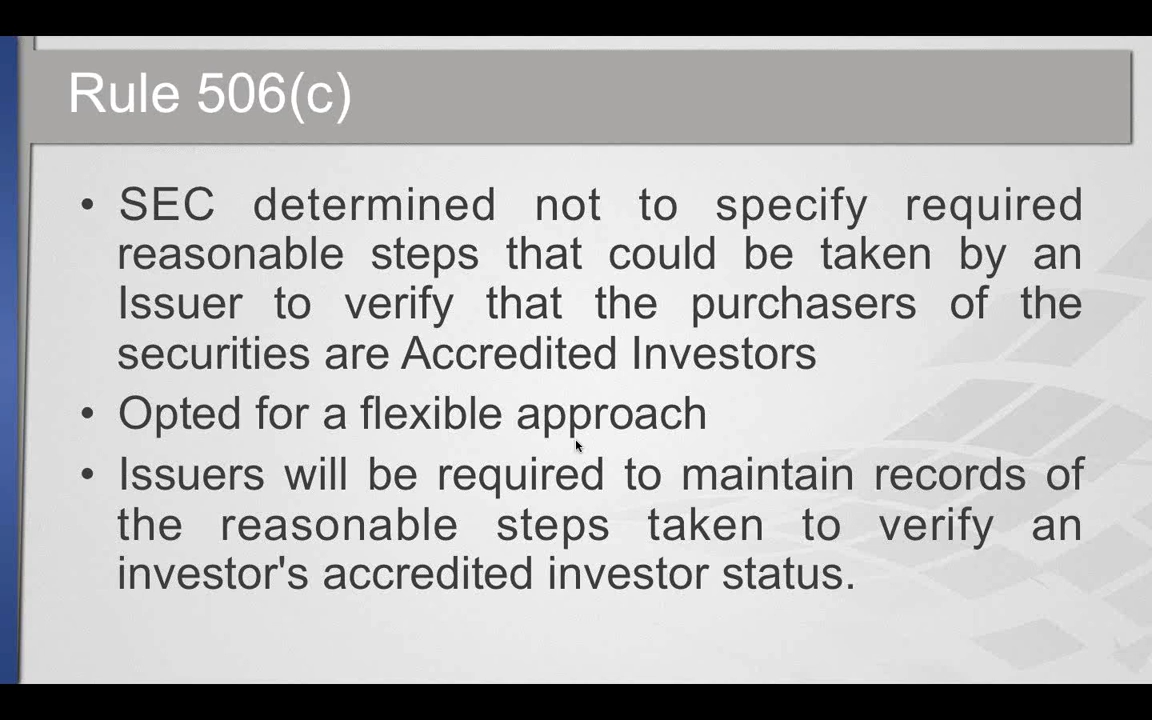 Rule 506(c)
• SEC determined not to specify required
reasonable steps that could be taken by an
Issuer to verify that the purchasers of the
securities are Accredited Investors
• Opted for a flexible approach
• Issuers will be required to maintain records of
the reasonable steps taken to verify an
investor's accredited investor status.